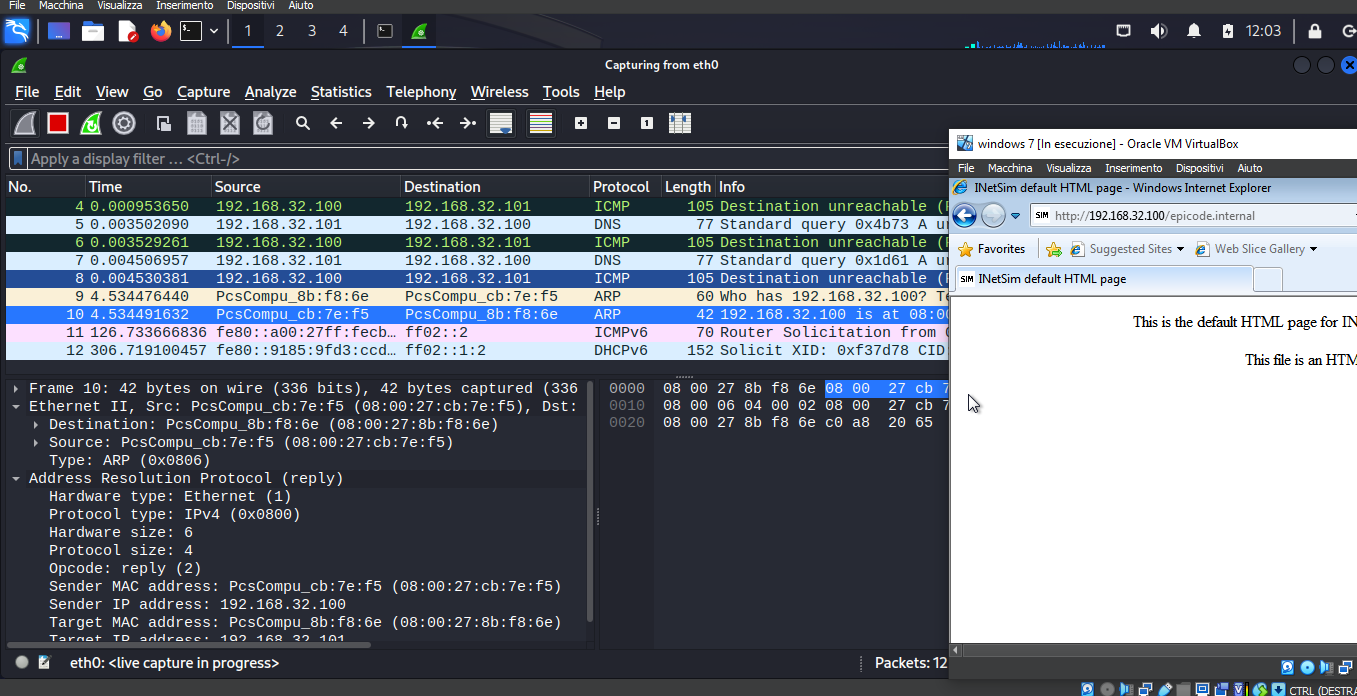 File Macchina Visualizza Inserimento Dispositivi Aiuto
1 2 3 4 12:03
Capturing from eth0
File Edit View Go Capture Analyze Statistics Telephony Wireless Tools Help
Apply a display filter … <Ctrl-/>
No. Time Source Destination Protocol Length Info
4 0.000953650 192.168.32.100 192.168.32.101 ICMP 105 Destination unreachable (
5 0.003502090 192.168.32.101 192.168.32.100 DNS 77 Standard query 0x4b73 A
6 0.003529261 192.168.32.100 192.168.32.101 ICMP 105 Destination unreachable (
7 0.004506957 192.168.32.101 192.168.32.100 DNS 77 Standard query 0x1d61 A
8 0.004530381 192.168.32.100 192.168.32.101 ICMP 105 Destination unreachable (
9 4.534476440 PcsCompu_8b:f8:6e PcsCompu_cb:7e:f5 ARP 60 Who has 192.168.32.100?
10 4.534491632 PcsCompu_cb:7e:f5 PcsCompu_8b:f8:6e ARP 42 192.168.32.100 is at 08:00
11 126.733666836 fe80::a00:27ff:fecb… ff02::2 ICMPv6 70 Router Solicitation from
12 306.719100457 fe80::9185:9fd3:ccd… ff02::1:2 DHCPv6 152 Solicit XID: 0xf37d78 CID
Frame 10: 42 bytes on wire (336 bits), 42 bytes captured (336
Ethernet II, Src: PcsCompu_cb:7e:f5 (08:00:27:cb:7e:f5), Dst:
Destination: PcsCompu_8b:f8:6e (08:00:27:8b:f8:6e)
Source: PcsCompu_cb:7e:f5 (08:00:27:cb:7e:f5)
Type: ARP (0x0806)
Address Resolution Protocol (reply)
Hardware type: Ethernet (1)
Protocol type: IPv4 (0x0800)
Hardware size: 6
Protocol size: 4
Opcode: reply (2)
Sender MAC address: PcsCompu_cb:7e:f5 (08:00:27:cb:7e:f5)
Sender IP address: 192.168.32.100
Target MAC address: PcsCompu_8b:f8:6e (08:00:27:8b:f8:6e)
Target IP address: 192.168.32.101
0000 08 00 27 8b f8 6e 08 00 27 cb 7
0010 08 00 06 04 00 02 08 00 27 cb 7
0020 08 00 27 8b f8 6e c0 a8 20 65
eth0: <live capture in progress>
Packets: 12
windows 7 [In esecuzione] - Oracle VM VirtualBox
File Macchina Visualizza Inserimento Dispositivi Aiuto
INetSim default HTML page - Windows Internet Explorer
SIM http://192.168.32.100/epicode.internal
Favorites Suggested Sites Web Slice Gallery
SIM INetSim default HTML page
This is the default HTML page for IN
This file is an HTM
CTRL (DESTRA